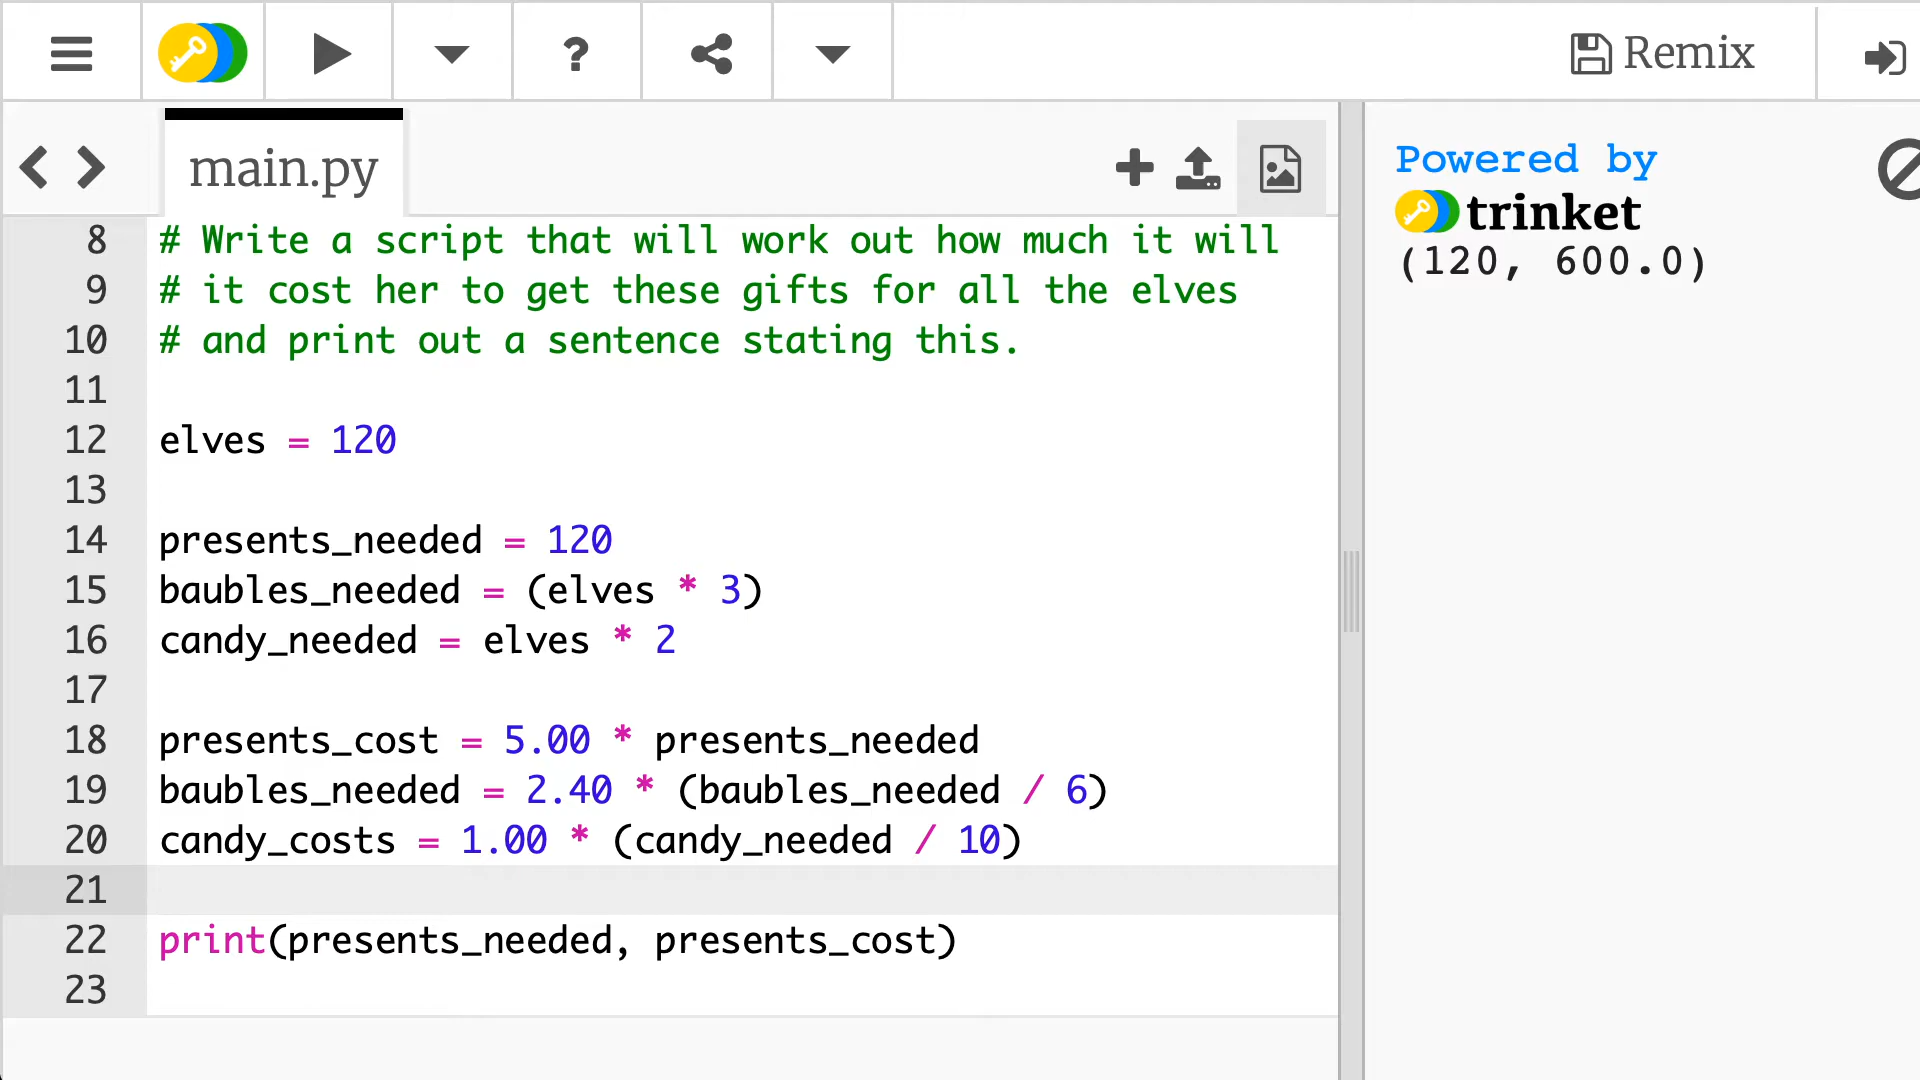 ? Remix
main.py
8 # Write a script that will work out how much it will
9 # it cost her to get these gifts for all the elves
10 # and print out a sentence stating this.
11
12 elves = 120
13
14 presents_needed = 120
15 baubles_needed = (elves * 3)
16 candy_needed = elves * 2
17
18 presents_cost = 5.00 * presents_needed
19 baubles_needed = 2.40 * (baubles_needed / 6)
20 candy_costs = 1.00 * (candy_needed / 10)
21
22 print(presents_needed, presents_cost)
23
Powered by
trinket
(120, 600.0)